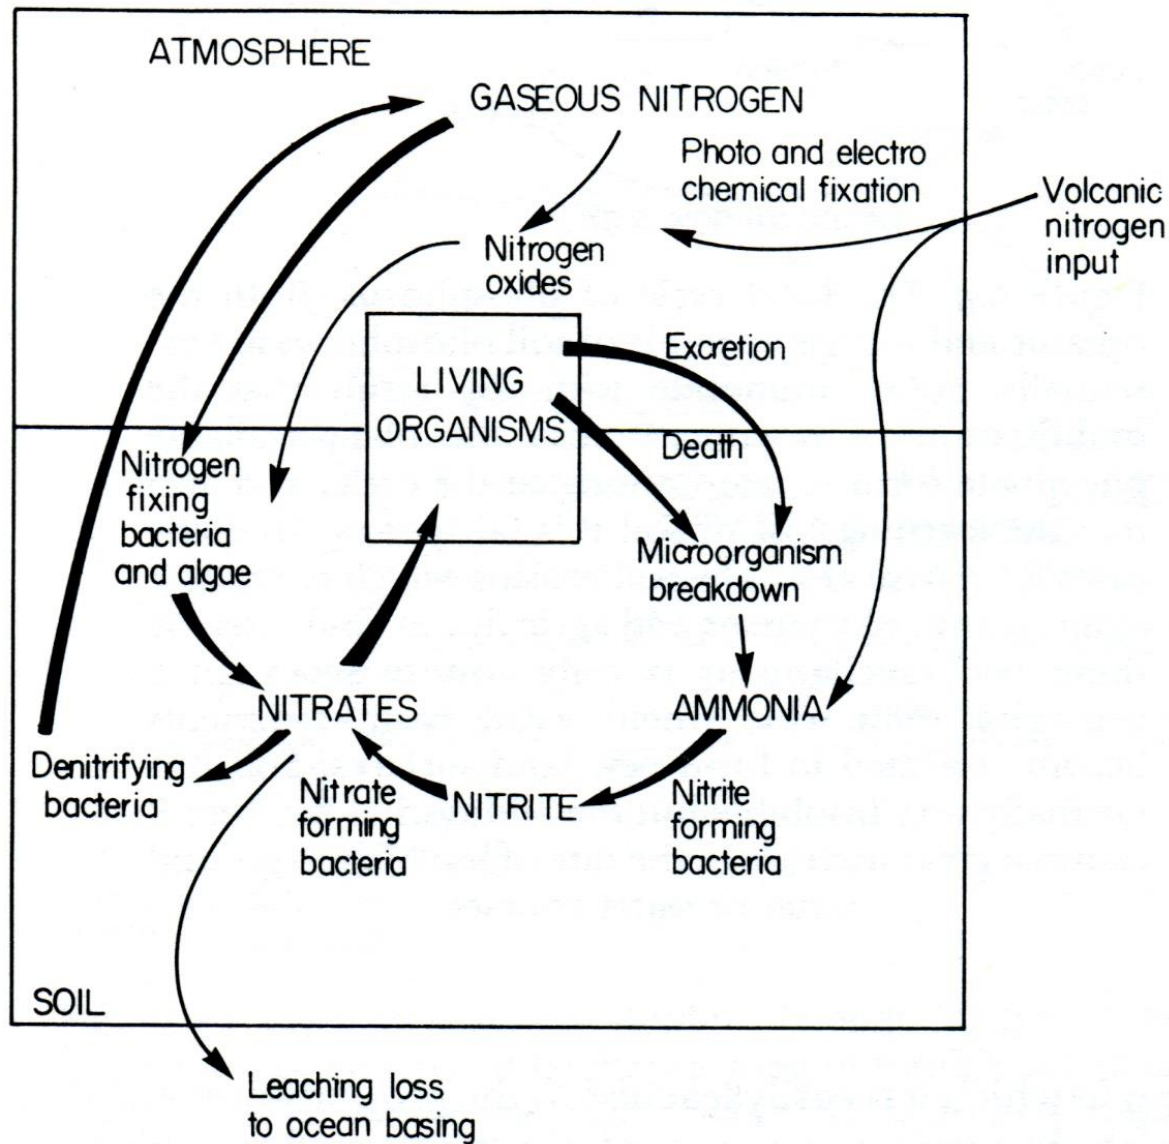 ATMOSPHERE
GASEOUS NITROGEN
Photo and electro
chemical fixation
Volcanic
nitrogen
input
Nitrogen
oxides
Excretion
LIVING
ORGANISMS
Death
Nitrogen
fixing
bacteria
and algae
Microorganism
breakdown
NITRATES
AMMONIA
Denitrifying
bacteria
Nitrate
forming
bacteria
NITRITE
Nitrite
forming
bacteria
SOIL
Leaching loss
to ocean basing